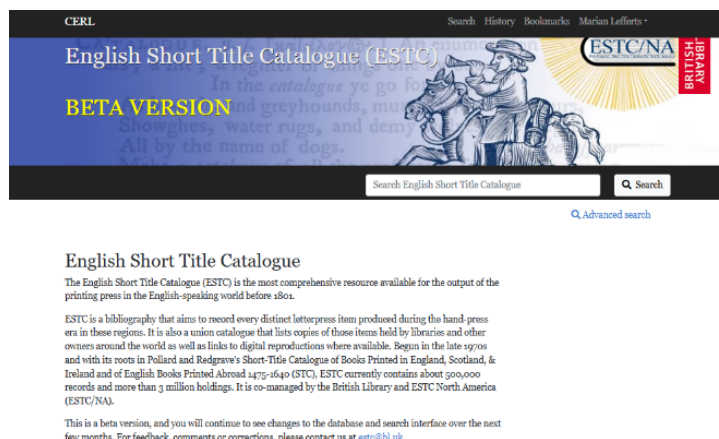 CERL
Search History Bookmarks Marian Lefferts
English Short Title Catalogue (ESTC)
ESTC/NA
BRITISH
LIBRARY
In the catalogue ye go fo
BETA VERSION
and greyhounds, mu
Showghes, water rugs, and demy
All by the name of dogs.
Search English Short Title Catalogue
Search
Advanced search
English Short Title Catalogue
The English Short Title Catalogue (ESTC) is the most comprehensive resource available for the output of the
printing press in the English-speaking world before 1801.
ESTC is a bibliography that aims to record every distinct letterpress item produced during the hand-press
era in these regions. It is also a union catalogue that lists copies of those items held by libraries and other
owners around the world as well as links to digital reproductions where available. Begun in the late 1970s
and with its roots in Pollard and Redgrave's Short-Title Catalogue of Books Printed in England, Scotland, &
Ireland and of English Books Printed Abroad 1475-1640 (STC), ESTC currently contains about 500,000
records and more than 3 million holdings. It is co-managed by the British Library and ESTC North America
(ESTC/NA).
This is a beta version, and you will continue to see changes to the database and search interface over the next
few months. For feedback, comments or corrections, please contact us at estc@bl.uk